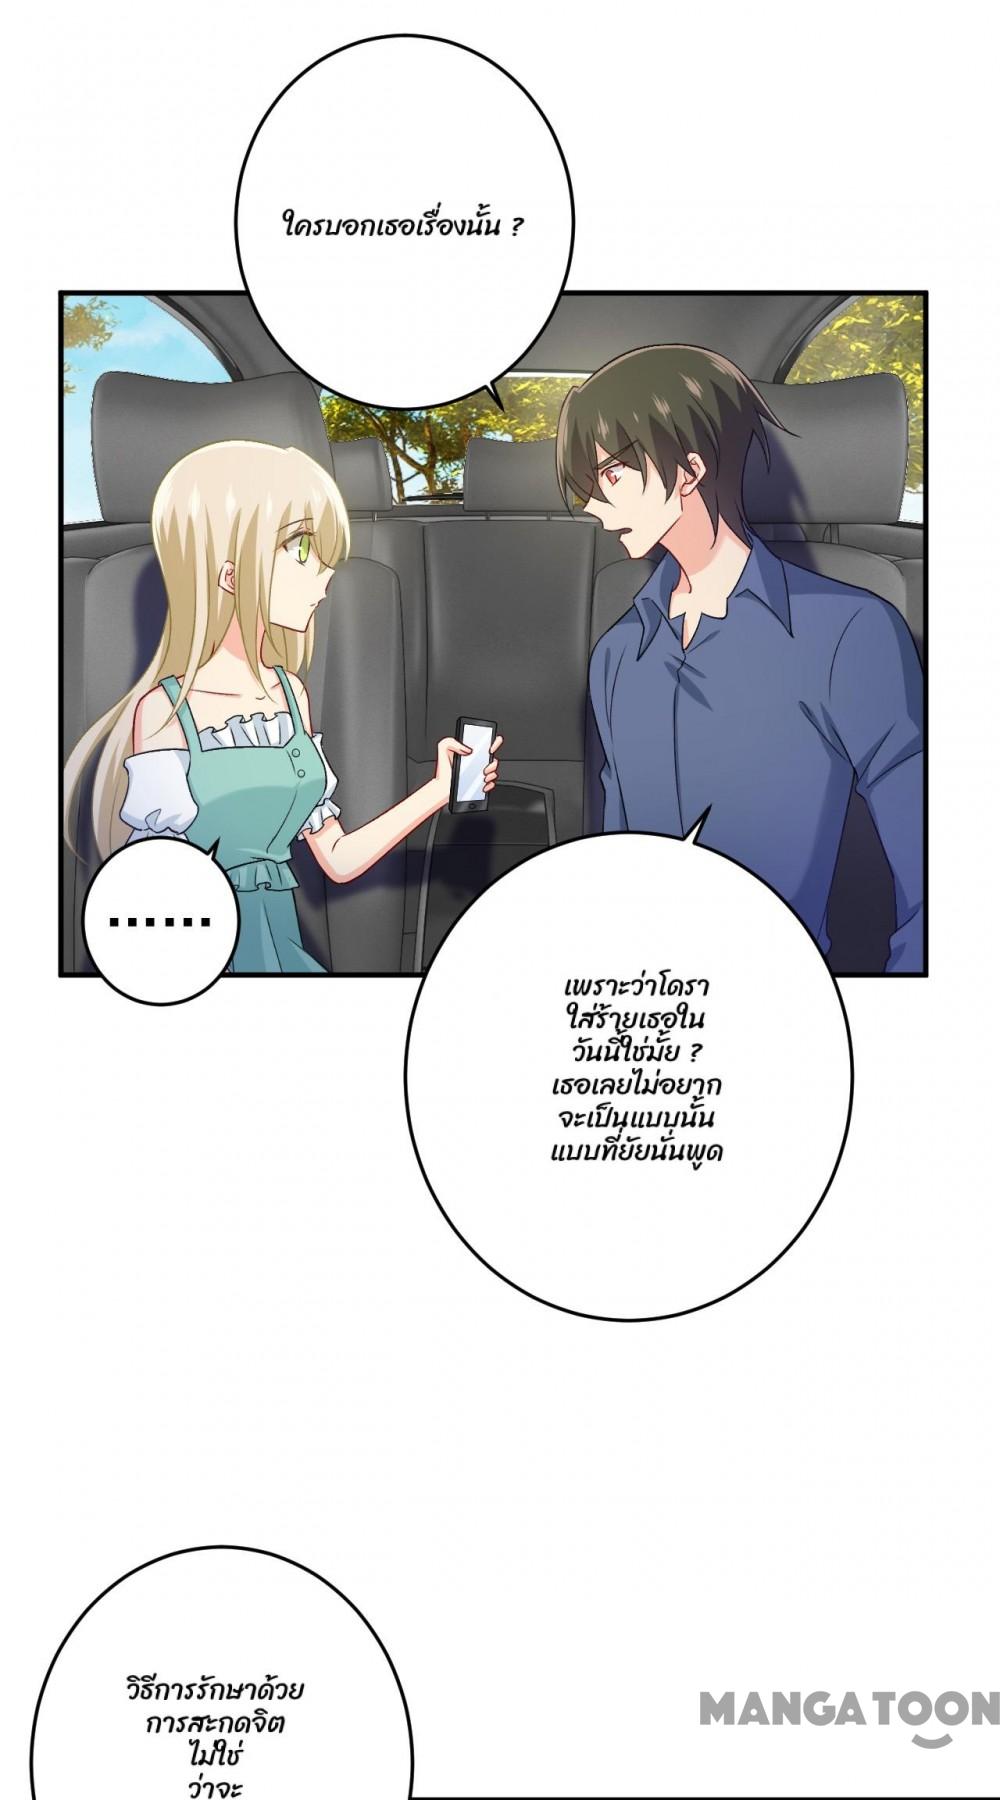 ใครบอกเธอเรื่องนั้น ?
......
เพราะว่าโดรา
ใส่ร้ายเธอใน
วันนี้ใช่มั้ย ?
เธอเลยไม่อยาก
จะเป็นแบบนั้น
แบบที่ยัยนั่นพูด
วิธีการรักษาด้วย
การสะกดจิต
ไม่ใช่
ว่าจะ
MANGATOON